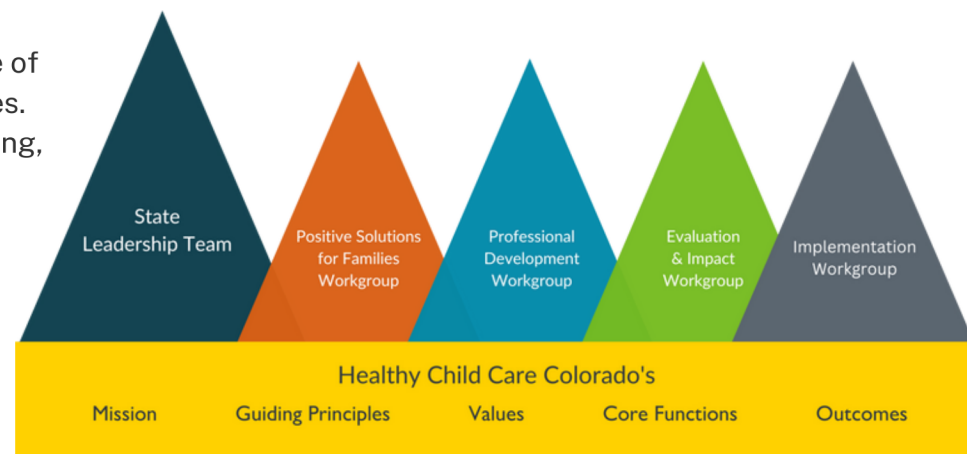 of
es.
ng,
State
Leadership Team
Positive Solutions
for Families
Workgroup
Professional
Development
Workgroup
Evaluation
& Impact
Workgroup
Implementation
Workgroup
Healthy Child Care Colorado's
Mission Guiding Principles Values Core Functions Outcomes